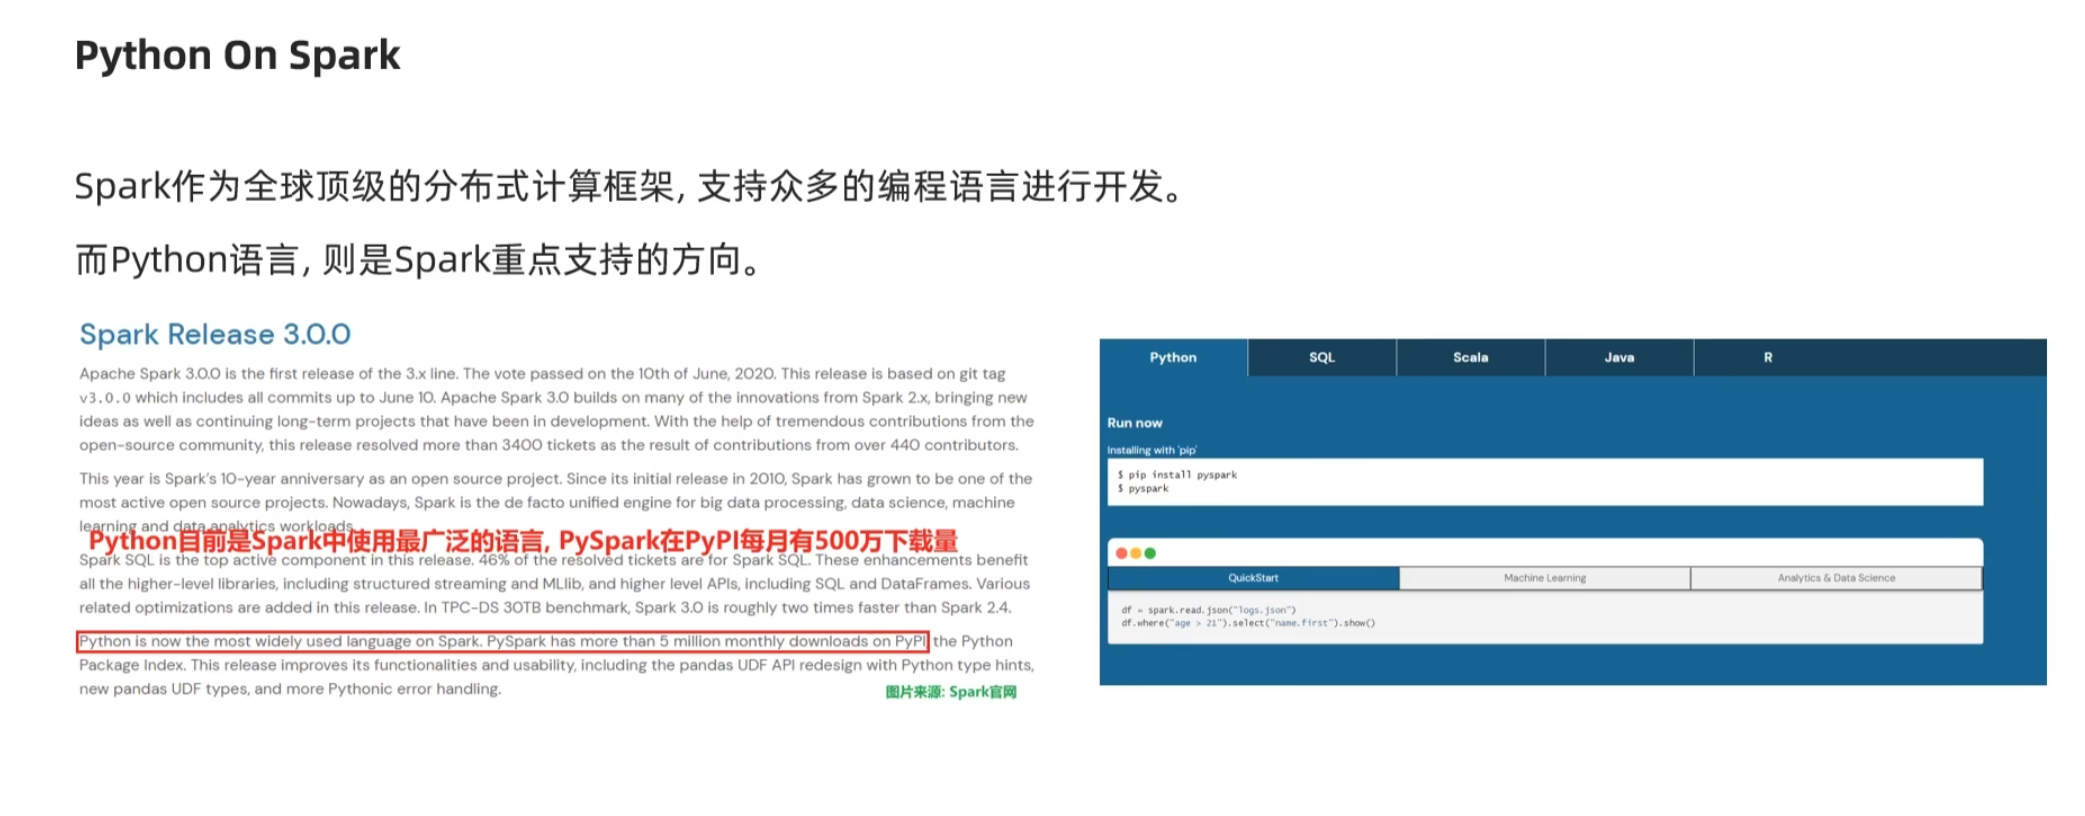 Python On Spark
Spark作为全球顶级的分布式计算框架, 支持众多的编程语言进行开发。
而Python语言, 则是Spark重点支持的方向。
Spark Release 3.0.0
Apache Spark 3.0.0 is the first release of the 3.x line. The vote passed on the 10th of June, 2020. This release is based on git tag
v3.0.0 which includes all commits up to June 10. Apache Spark 3.0 builds on many of the innovations from Spark 2.x, bringing new
ideas as well as continuing long-term projects that have been in development. With the help of tremendous contributions from the
open-source community, this release resolved more than 3400 tickets as the result of contributions from over 440 contributors.
This year is Spark's 10-year anniversary as an open source project. Since its initial release in 2010, Spark has grown to be one of the
most active open source projects. Nowadays, Spark is the de facto unified engine for big data processing, data science, machine
learning and data analytics workloads.
Python目前是Spark中使用最广泛的语言, PySpark在PyPI每月有500万下载量
Spark SQL is the top active component in this release. 46% of the resolved tickets are for Spark SQL. These enhancements benefit
all the higher-level libraries, including structured streaming and MLlib, and higher level APIs, including SQL and DataFrames. Various
related optimizations are added in this release. In TPC-DS 30TB benchmark, Spark 3.0 is roughly two times faster than Spark 2.4.
Python is now the most widely used language on Spark. PySpark has more than 5 million monthly downloads on PyPI, the Python
Package Index. This release improves its functionalities and usability, including the pandas UDF API redesign with Python type hints,
new pandas UDF types, and more Pythonic error handling.
图片来源: Spark官网
Python SQL Scala Java R
Run now
Installing with 'pip'
$ pip install pyspark
$ pyspark
QuickStart Machine Learning Analytics & Data Science
df = spark.read.json("logs.json")
df.where("age > 21").select("name.first").show()